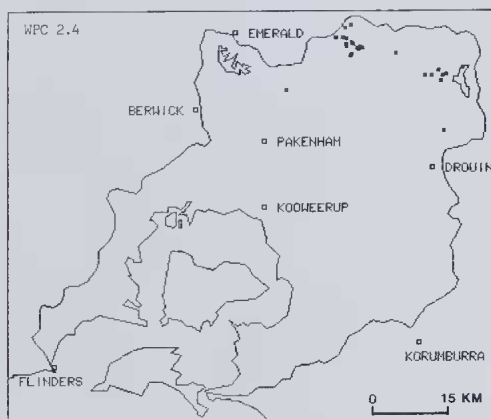 WPC 2.4
EMERALD
BERWICK
PAKENHAM
DROUIN
KOOWEERUP
KORUMBURRA
FLINDERS
0 15 KM